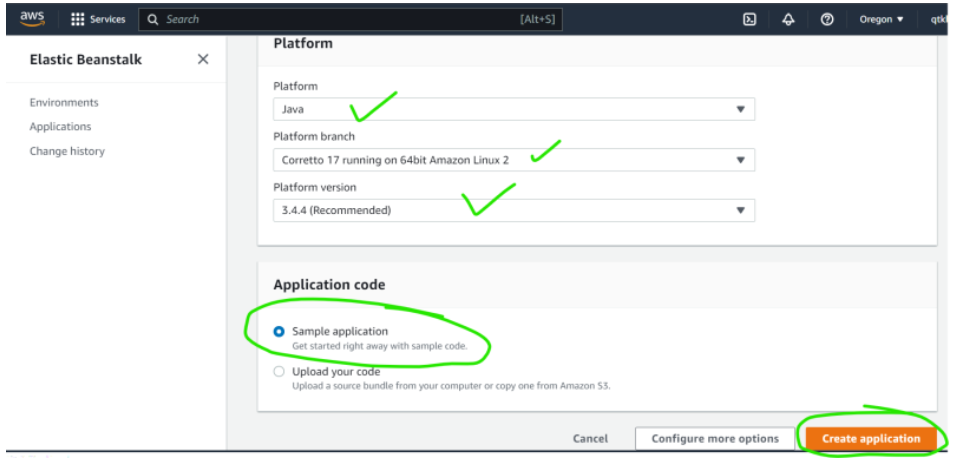 aws
Services
Search
[Alt+S]
Oregon
Elastic Beanstalk
Environments
Applications
Change history
Platform
Platform
Java
Platform branch
Corretto 17 running on 64bit Amazon Linux 2
Platform version
3.4.4 (Recommended)
Application code
Sample application
Get started right away with sample code.
Upload your code
Upload a source bundle from your computer or copy one from Amazon S3.
Cancel
Configure more options
Create application